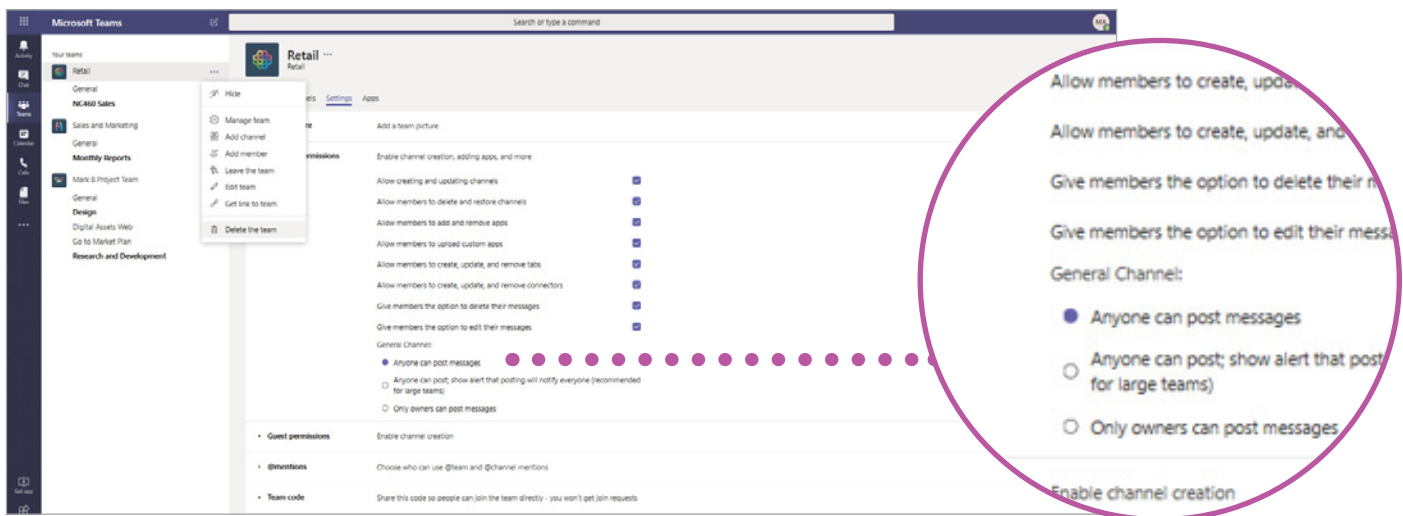 Microsoft Teams
Search or type a command
MA
Activity
Chat
Teams
Calendar
Calls
Files
Get app
Your teams
Retail
General
NC460 Sales
Sales and Marketing
General
Monthly Reports
Mark 8 Project Team
General
Design
Digital Assets Web
Go to Market Plan
Research and Development
Hide
Manage team
Add channel
Add member
Leave the team
Edit team
Get link to team
Delete the team
Retail
Retail
Settings
Apps
Add a team picture
Enable channel creation, adding apps, and more
Allow creating and updating channels
Allow members to delete and restore channels
Allow members to add and remove apps
Allow members to upload custom apps
Allow members to create, update, and remove tabs
Allow members to create, update, and remove connectors
Give members the option to delete their messages
Give members the option to edit their messages
General Channel:
Anyone can post messages
Anyone can post; show alert that posting will notify everyone (recommended
for large teams)
Only owners can post messages
Guest permissions
Enable channel creation
@mentions
Choose who can use @team and @channel mentions
Team code
Share this code so people can join the team directly - you won't get join requests
Allow members to create, upda
Allow members to create, update, and
Give members the option to delete their m
Give members the option to edit their messa
General Channel:
Anyone can post messages
Anyone can post; show alert that post
for large teams)
Only owners can post messages
Enable channel creation